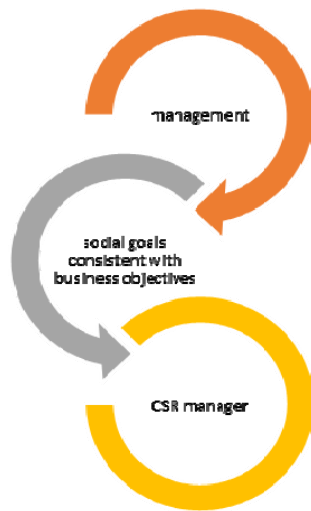 management
social goals
consistent with
business objectives
CSR manager